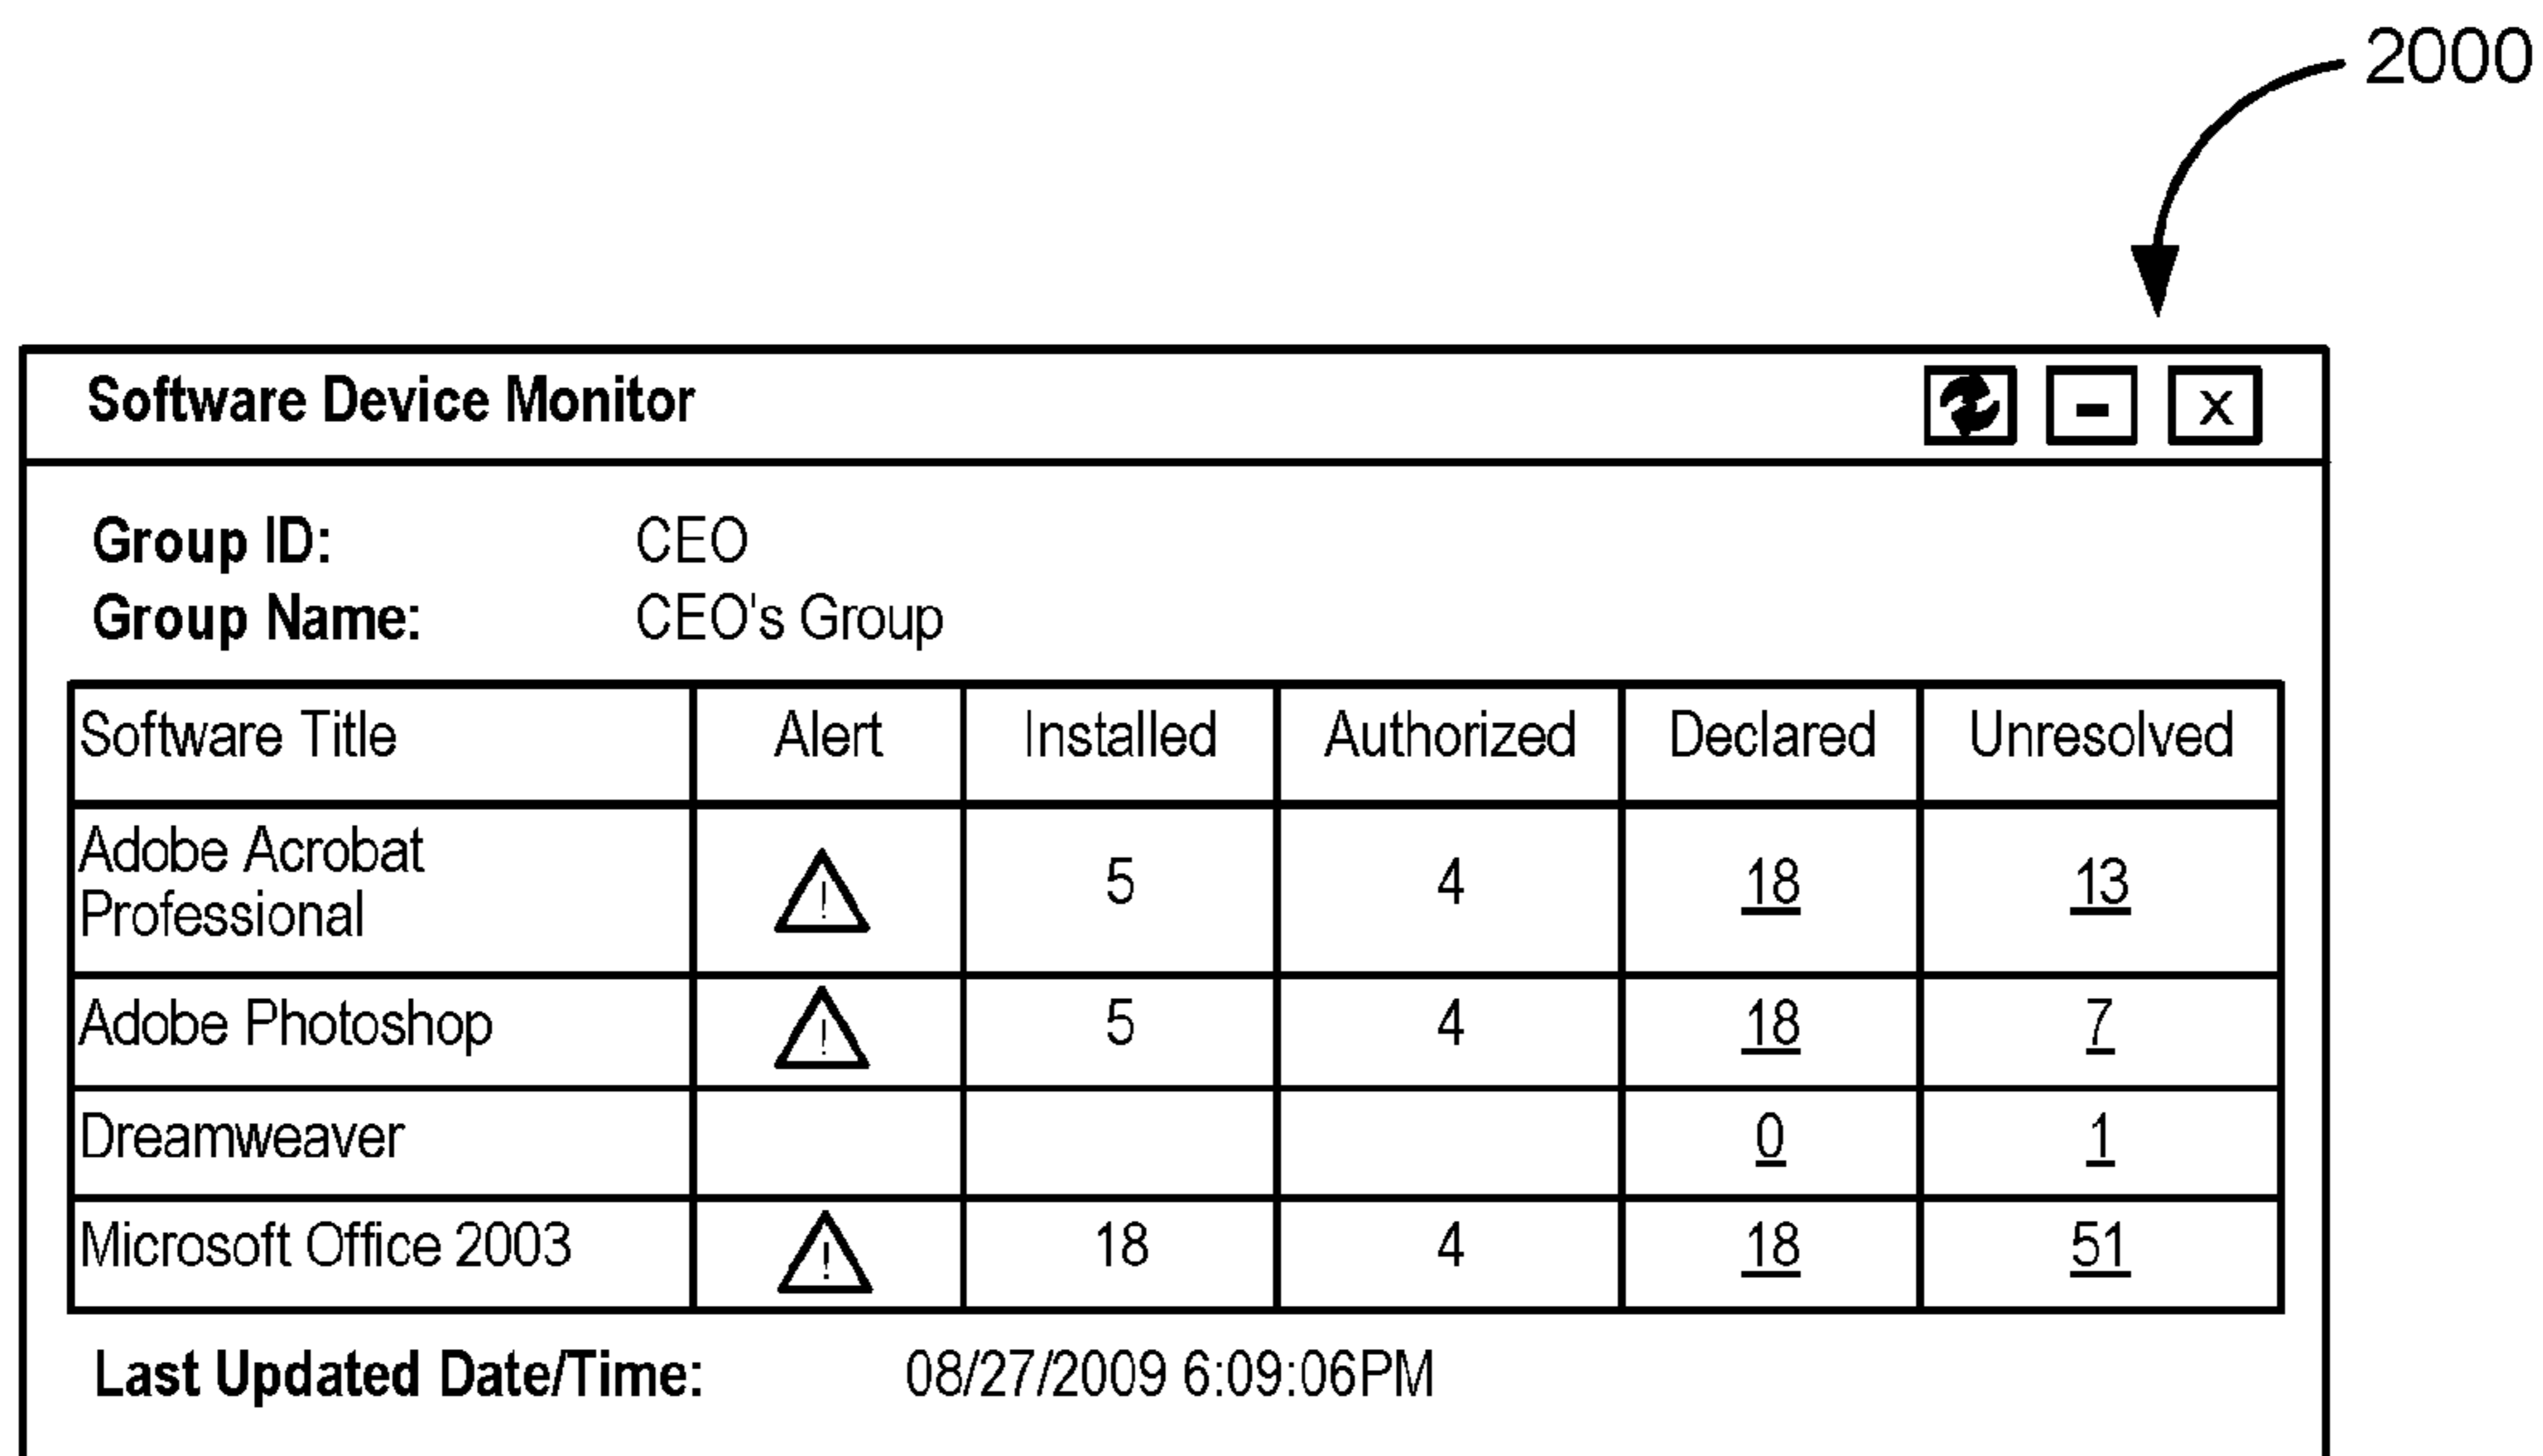 2000
Software Device Monitor - x
Group ID: CEO
Group Name: CEO's Group
Software Title Alert Installed Authorized Declared Unresolved
Adobe Acrobat
Professional ! 5 4 18 13
Adobe Photoshop ! 5 4 18 7
Dreamweaver 0 1
Microsoft Office 2003 ! 18 4 18 51
Last Updated Date/Time: 08/27/2009 6:09:06PM